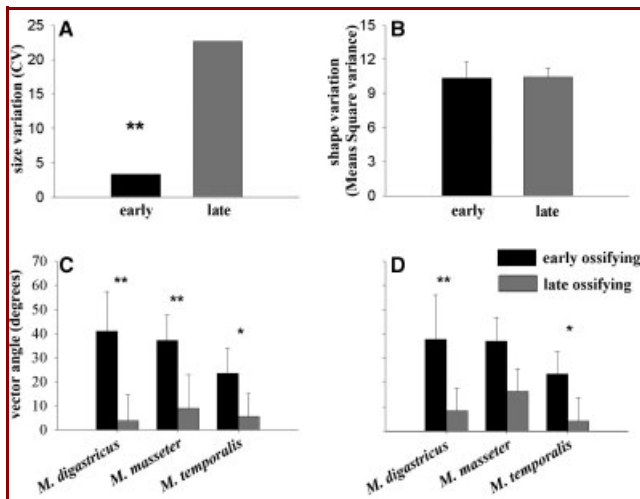 A
size variation (CV)
25
20
15
10
5
0
**
early
late
B
shape variation
(Means Square variance)
15
12
9
6
3
0
early
late
C
vector angle (degrees)
70
60
50
40
30
20
10
0
**
**
*
M. digastricus
M. masseter
M. temporalis
D
early ossifying
late ossifying
**
*
M. digastricus
M. masseter
M. temporalis